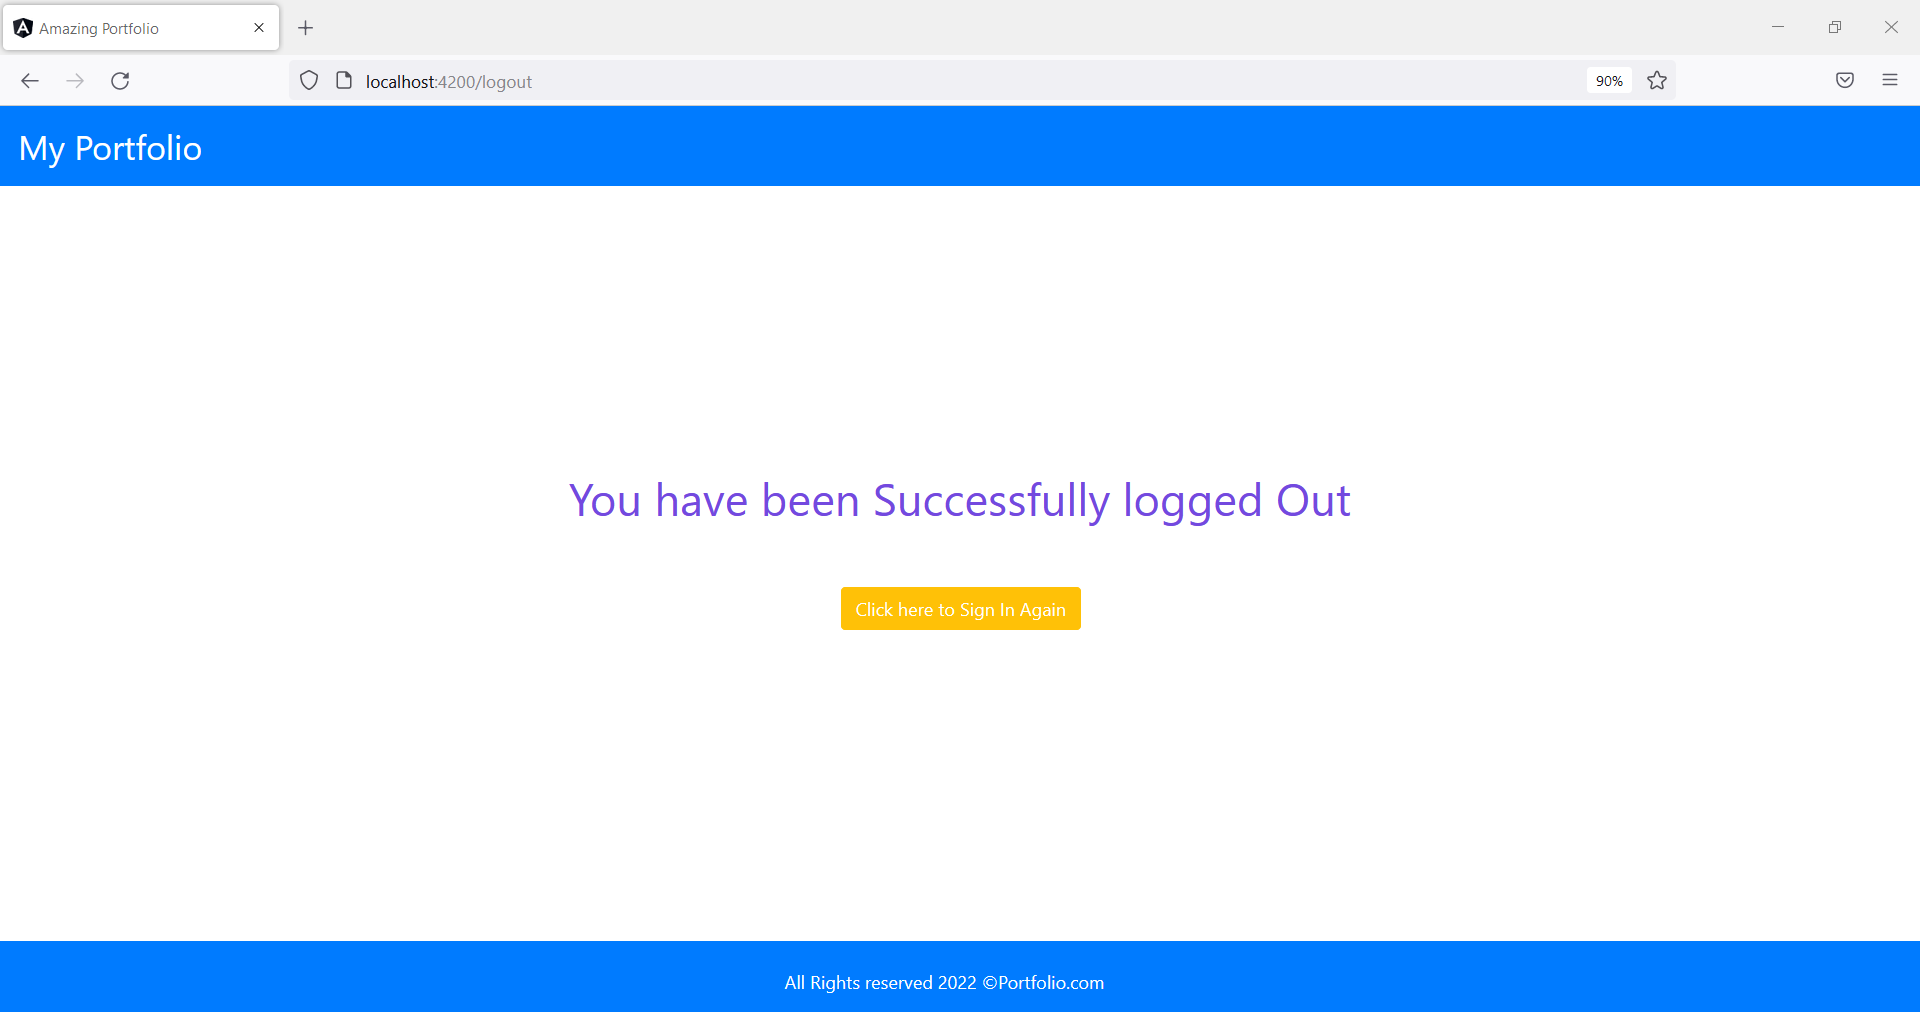 Amazing Portfolio
localhost:4200/logout
90%
My Portfolio
You have been Successfully logged Out
Click here to Sign In Again
All Rights reserved 2022 ©Portfolio.com